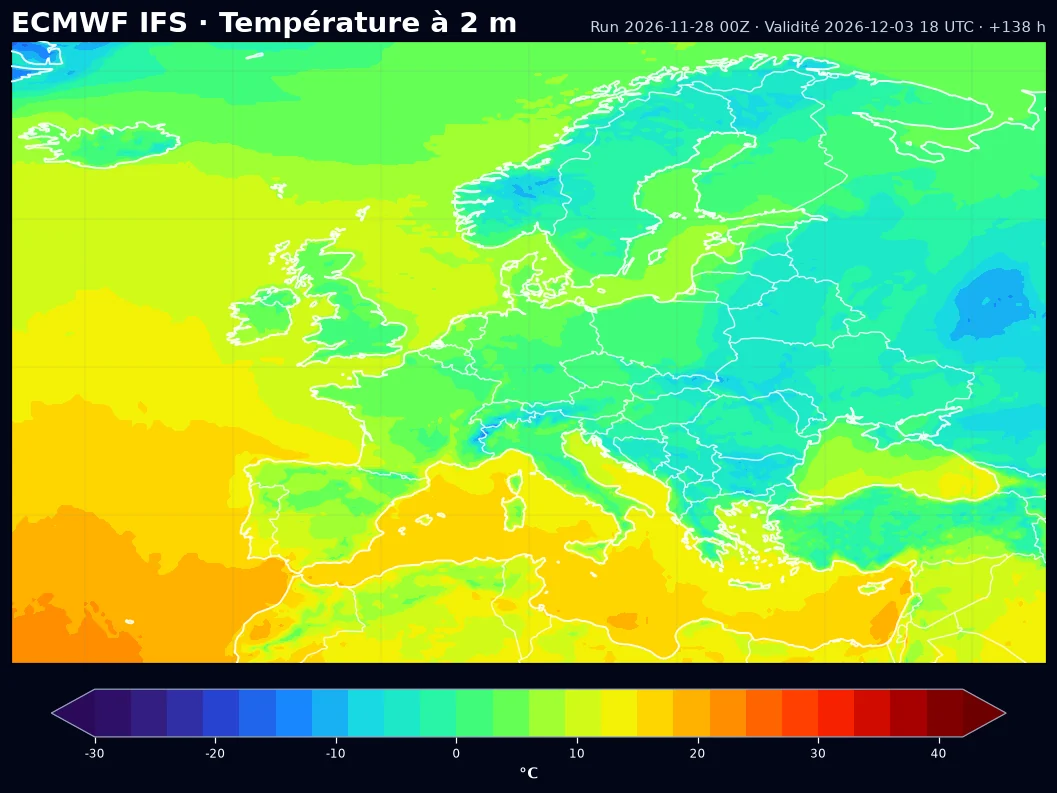 ECMWF IFS · Température à 2 m
Run 2026-11-28 00Z · Validité 2026-12-03 18 UTC · +138 h
-30 -20 -10 0 10 20 30 40
°C